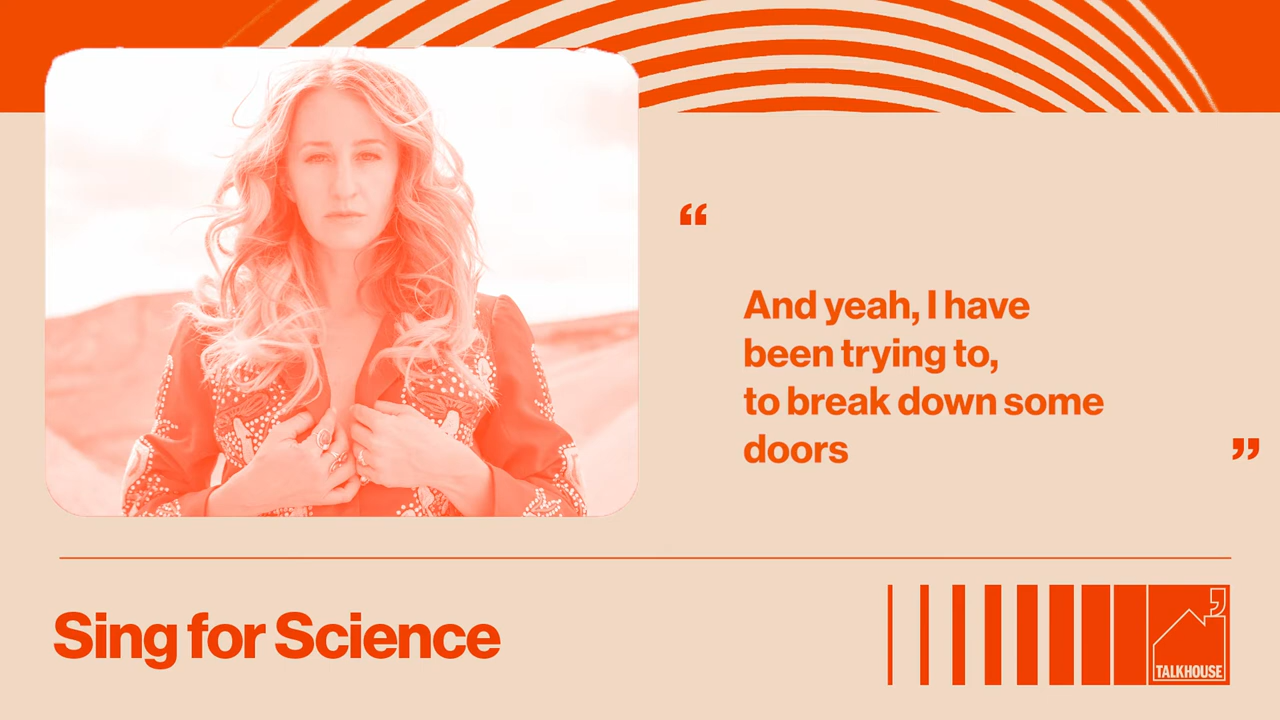 “
And yeah, I have
been trying to,
to break down some
doors
”
Sing for Science
TALKHOUSE